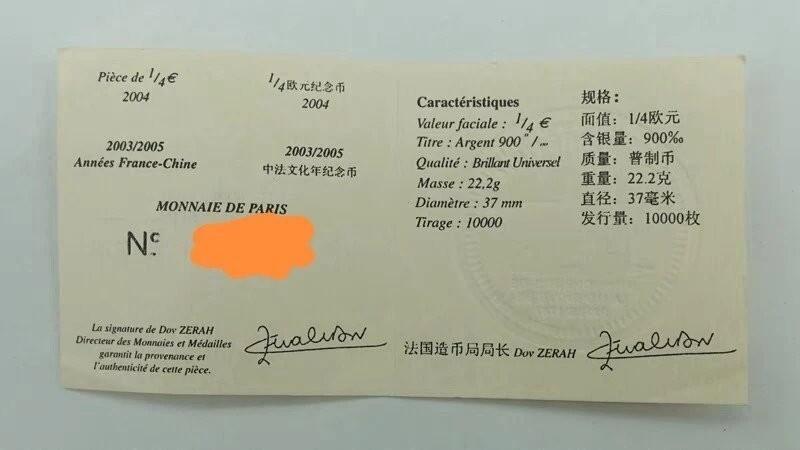 Pièce de 1/4 €
2004
1/4欧元纪念币
2004
2003/2005
Années France-Chine
2003/2005
中法文化年纪念币
MONNAIE DE PARIS
N°
La signature de Dov ZERAH
Directeur des Monnaies et Médailles
garantit la provenance et
l'authenticité de cette pièce.
Caractéristiques
Valeur faciale : 1/4 €
Titre : Argent 900
Qualité : Brillant Universel
Masse : 22,2g
Diamètre : 37 mm
Tirage : 10000
规格：
面值：1/4欧元
含银量：900‰
质量：普制币
重量：22.2克
直径：37毫米
发行量：10000枚
法国造币局局长 Dov ZERAH